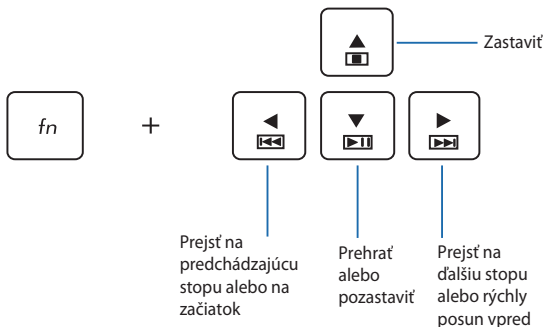 Zastaviť
fn
+
Prejsť na
predchádzajúcu
stopu alebo na
začiatok
Prehrať
alebo
pozastaviť
Prejsť na
ďalšiu stopu
alebo rýchly
posun vpred